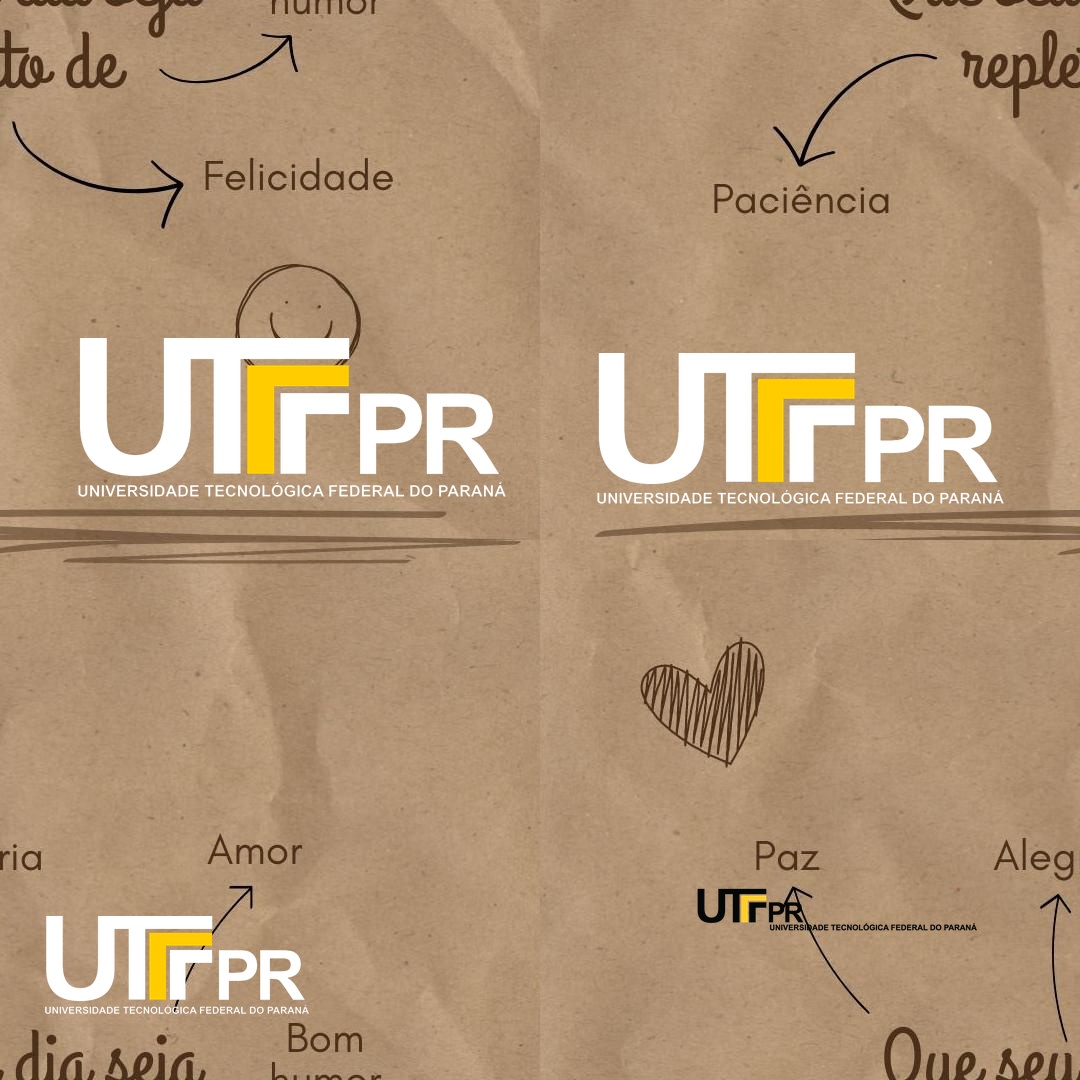 humor
to de
Felicidade
UTFPR
UNIVERSIDADE TECNOLÓGICA FEDERAL DO PARANÁ
Paciência
UTFPR
UNIVERSIDADE TECNOLÓGICA FEDERAL DO PARANÁ
ria
Amor
UTFPR
UNIVERSIDADE TECNOLÓGICA FEDERAL DO PARANÁ
dia seja
Bom
humor
Paz
Aleg
UTFPR
UNIVERSIDADE TECNOLÓGICA FEDERAL DO PARANÁ
Que seu